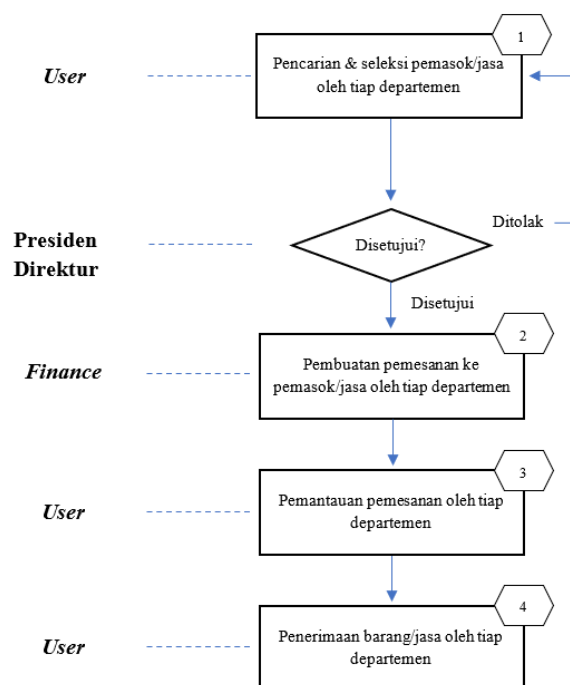 1
User
Pencarian & seleksi pemasok/jasa
oleh tiap departemen
Presiden
Direktur
Disetujui?
Ditolak
Disetujui
2
Finance
Pembuatan pemesanan ke
pemasok/jasa oleh tiap departemen
3
User
Pemantauan pemesanan oleh tiap
departemen
4
User
Penerimaan barang/jasa oleh tiap
departemen